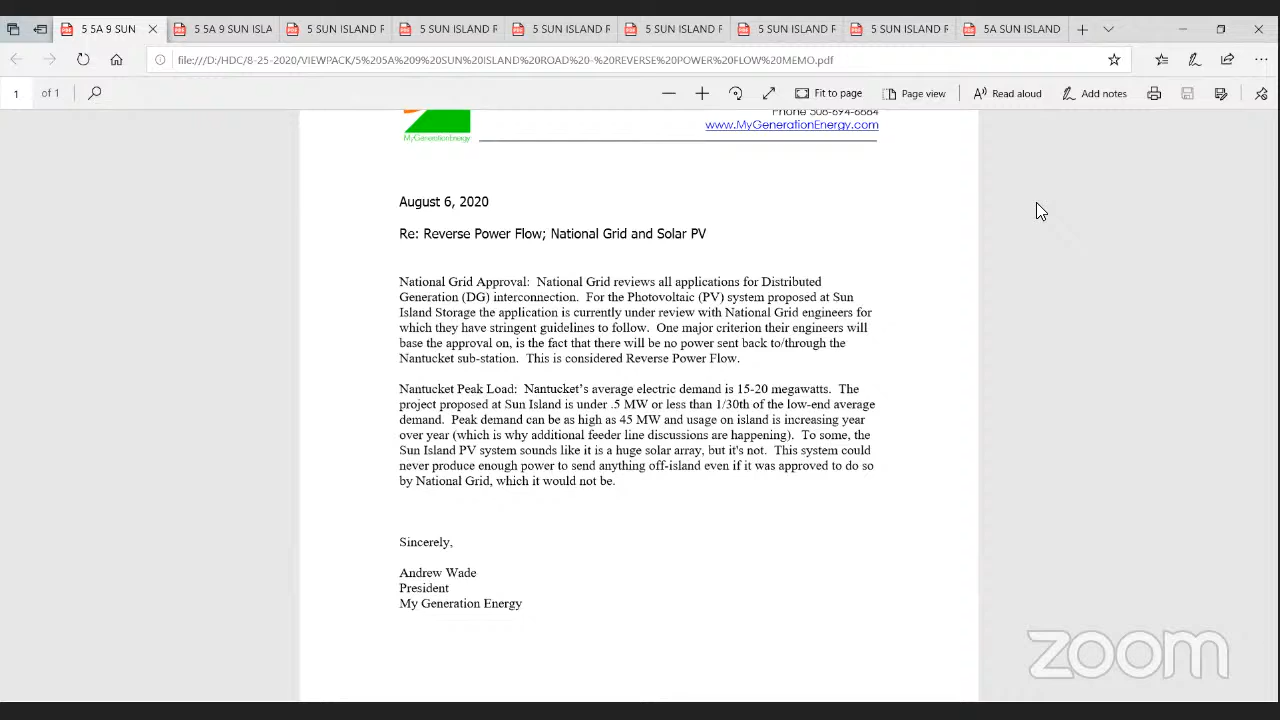 5 5A 9 SUN
5 5A 9 SUN ISLA
5 SUN ISLAND R
5 SUN ISLAND R
5 SUN ISLAND R
5 SUN ISLAND R
5 SUN ISLAND R
5 SUN ISLAND R
5A SUN ISLAND
file:///D:/HDC/8-25-2020/VIEWPACK/5%205A%209%20SUN%20ISLAND%20ROAD%20-%20REVERSE%20POWER%20FLOW%20MEMO.pdf
1 of 1
Fit to page
Page view
Read aloud
Add notes
Phone 508-694-6884
www.MyGenerationEnergy.com
MyGenerationEnergy
August 6, 2020
Re: Reverse Power Flow; National Grid and Solar PV
National Grid Approval: National Grid reviews all applications for Distributed
Generation (DG) interconnection. For the Photovoltaic (PV) system proposed at Sun
Island Storage the application is currently under review with National Grid engineers for
which they have stringent guidelines to follow. One major criterion their engineers will
base the approval on, is the fact that there will be no power sent back to/through the
Nantucket sub-station. This is considered Reverse Power Flow.
Nantucket Peak Load: Nantucket's average electric demand is 15-20 megawatts. The
project proposed at Sun Island is under .5 MW or less than 1/30th of the low-end average
demand. Peak demand can be as high as 45 MW and usage on island is increasing year
over year (which is why additional feeder line discussions are happening). To some, the
Sun Island PV system sounds like it is a huge solar array, but it's not. This system could
never produce enough power to send anything off-island even if it was approved to do so
by National Grid, which it would not be.
Sincerely,
Andrew Wade
President
My Generation Energy
zoom